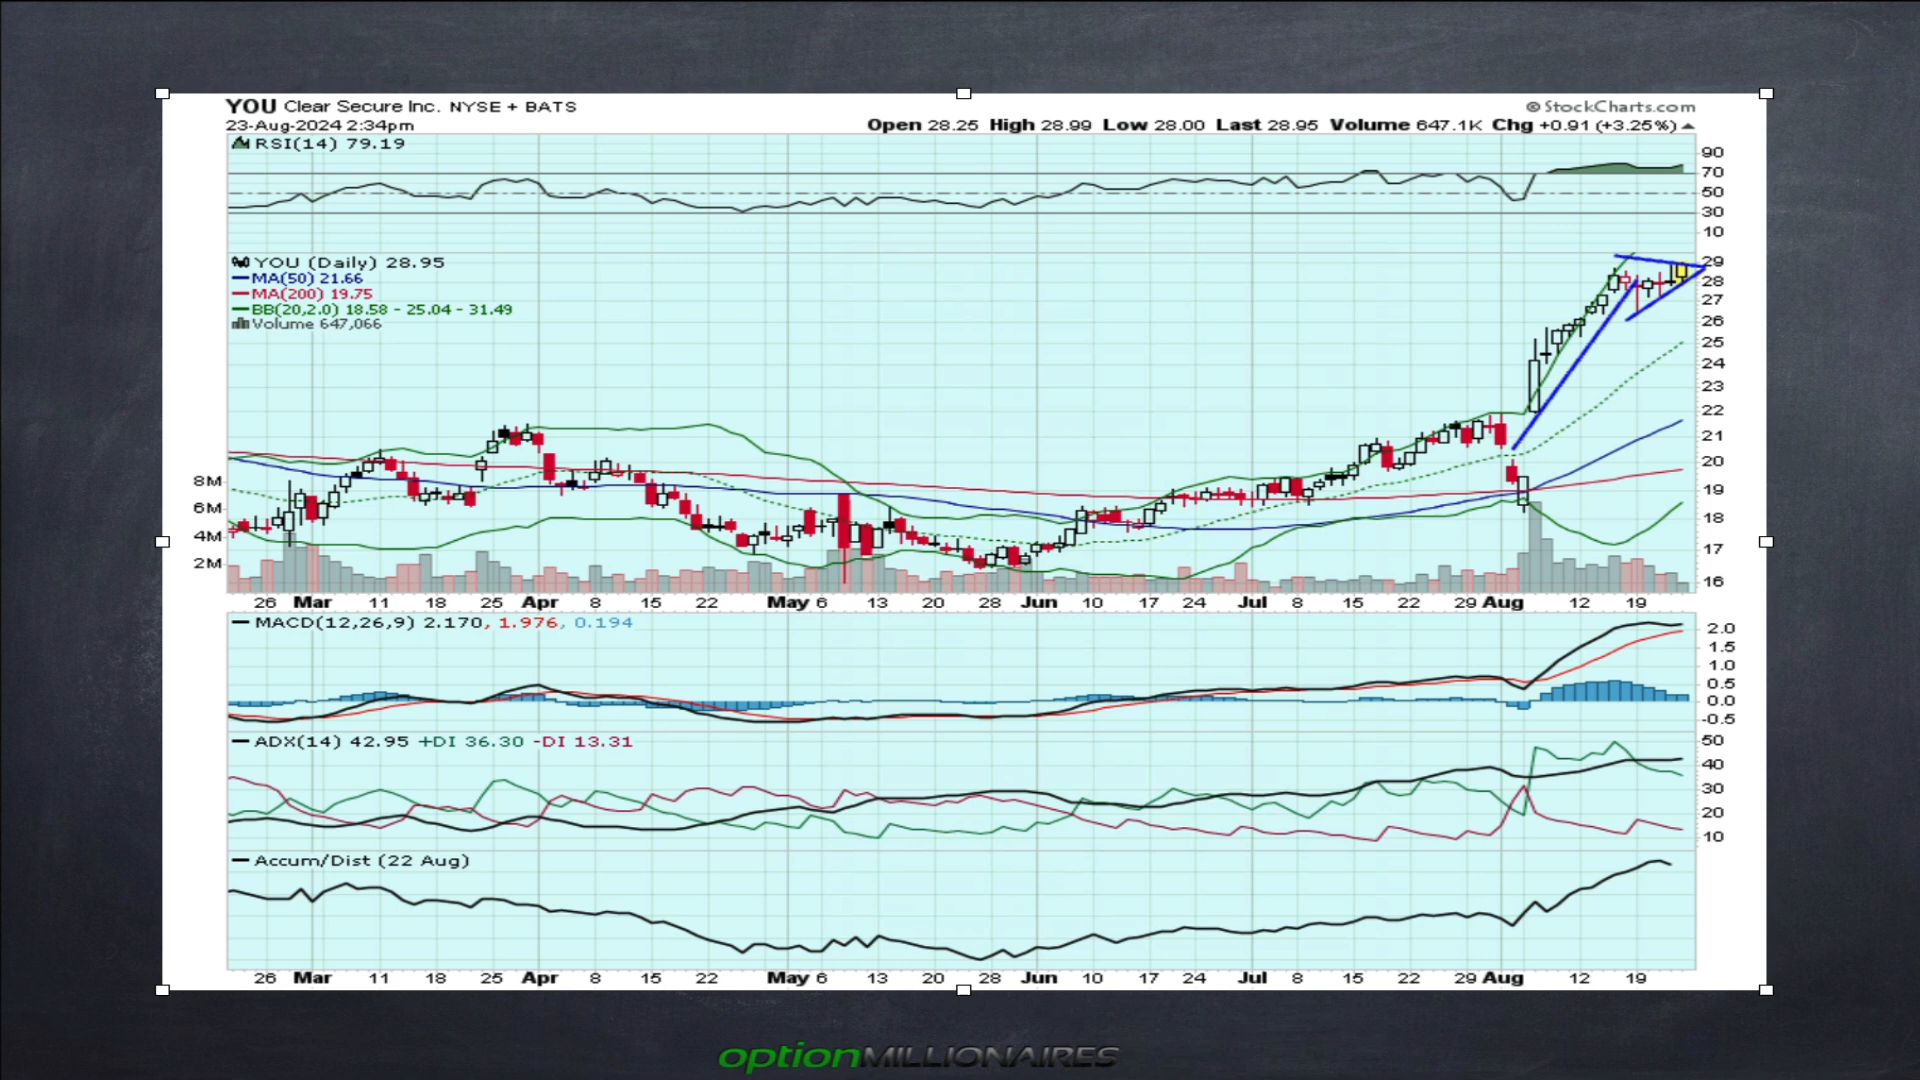 YOU Clear Secure Inc. NYSE + BATS
© StockCharts.com
23-Aug-2024 2:34pm
Open 28.25 High 28.99 Low 28.00 Last 28.95 Volume 647.1K Chg +0.91 (+3.25%)
RSI(14) 79.19
90
70
50
30
10
YOU (Daily) 28.95
MA(50) 21.66
MA(200) 19.75
BB(20,2.0) 18.58 - 25.04 - 31.49
Volume 647,066
29
28
27
26
25
24
23
22
21
20
19
18
17
16
8M
6M
4M
2M
26 Mar 11 18 25 Apr 8 15 22 May 6 13 20 28 Jun 10 17 24 Jul 8 15 22 29 Aug 12 19
MACD(12,26,9) 2.170, 1.976, 0.194
2.0
1.5
1.0
0.5
0.0
-0.5
ADX(14) 42.95 +DI 36.30 -DI 13.31
50
40
30
20
10
Accum/Dist (22 Aug)
26 Mar 11 18 25 Apr 8 15 22 May 6 13 20 28 Jun 10 17 24 Jul 8 15 22 29 Aug 12 19
optionMILLIONAIRES